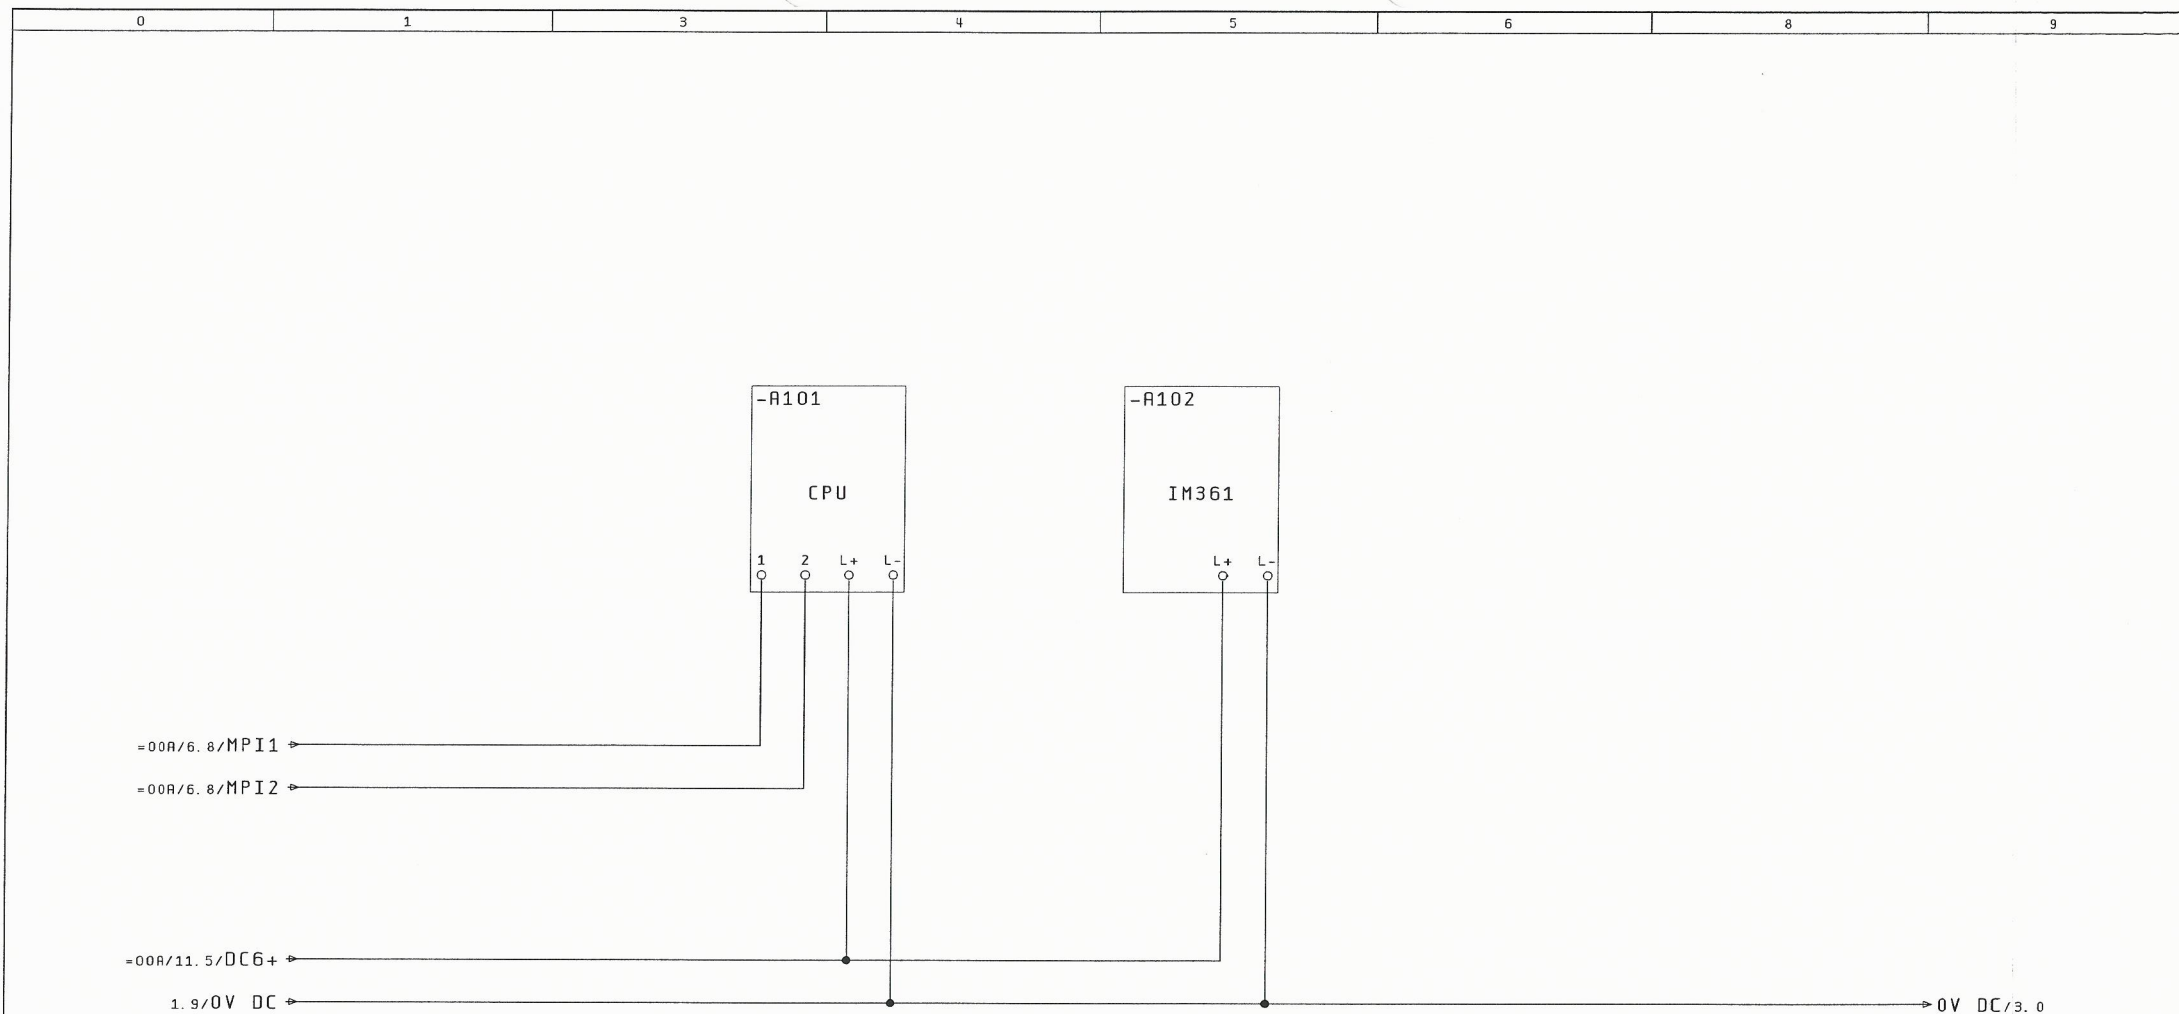 0 1 3 4 5 6 8 9
-A101 -A102
CPU IM361
1 2 L+ L- L+ L-
=00A/6.8/MPI1
=00A/6.8/MPI2
=00A/11.5/DC6+
1.9/0V DC 0V DC/3.0